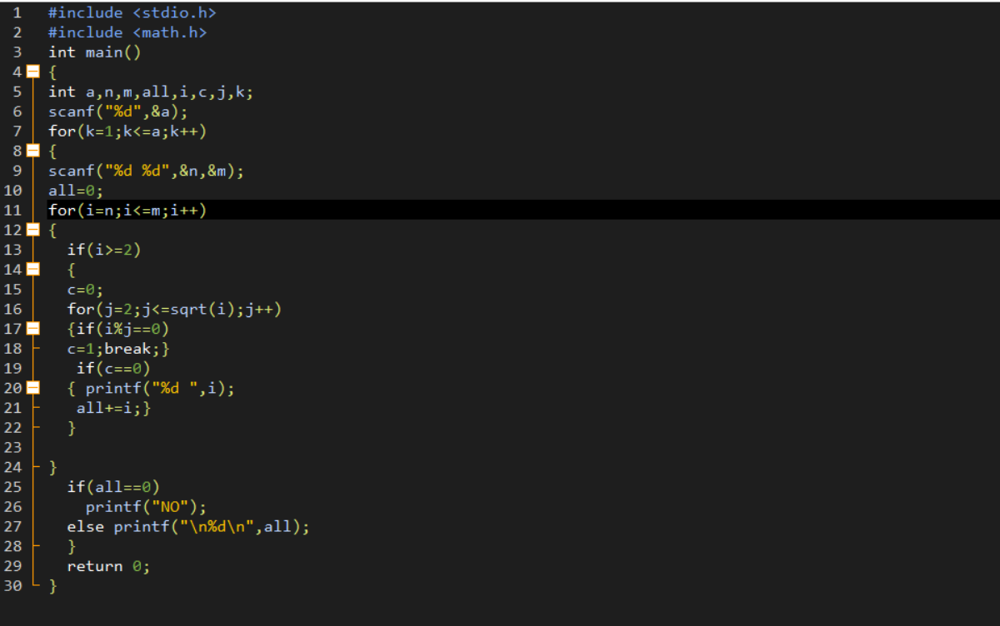 1 #include <stdio.h>
2 #include <math.h>
3 int main()
4 {
5 int a,n,m,all,i,c,j,k;
6 scanf("%d",&a);
7 for(k=1;k<=a;k++)
8 {
9 scanf("%d %d",&n,&m);
10 all=0;
11 for(i=n;i<=m;i++)
12 {
13   if(i>=2)
14   {
15   c=0;
16   for(j=2;j<=sqrt(i);j++)
17   {if(i%j==0)
18   c=1;break;}
19    if(c==0)
20   { printf("%d ",i);
21    all+=i;}
22   }
23
24 }
25   if(all==0)
26     printf("NO");
27   else printf("\n%d\n",all);
28   }
29   return 0;
30 }